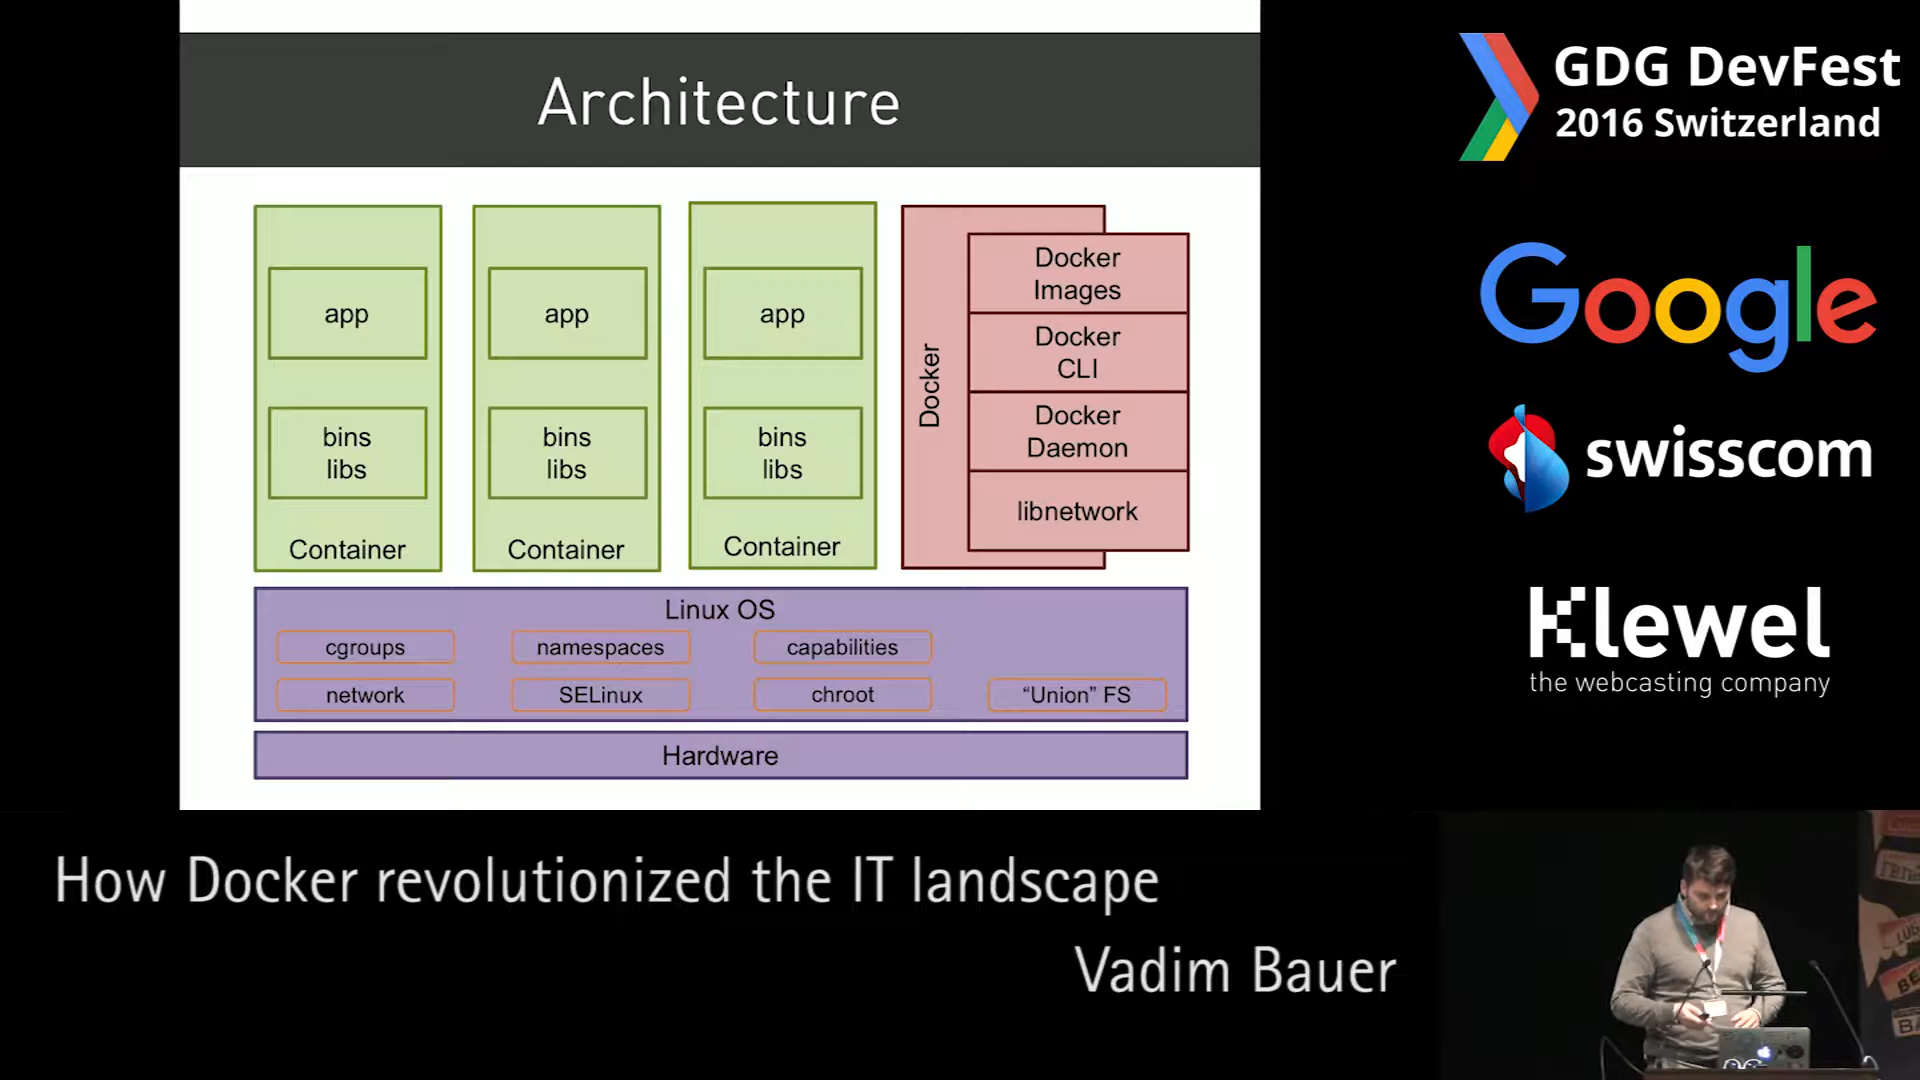 Architecture
app
app
app
bins
libs
bins
libs
bins
libs
Container
Container
Container
Docker
Docker
Images
Docker
CLI
Docker
Daemon
libnetwork
Linux OS
cgroups
namespaces
capabilities
network
SELinux
chroot
“Union” FS
Hardware
GDG DevFest
2016 Switzerland
Google
swisscom
Klewel
the webcasting company
How Docker revolutionized the IT landscape
Vadim Bauer